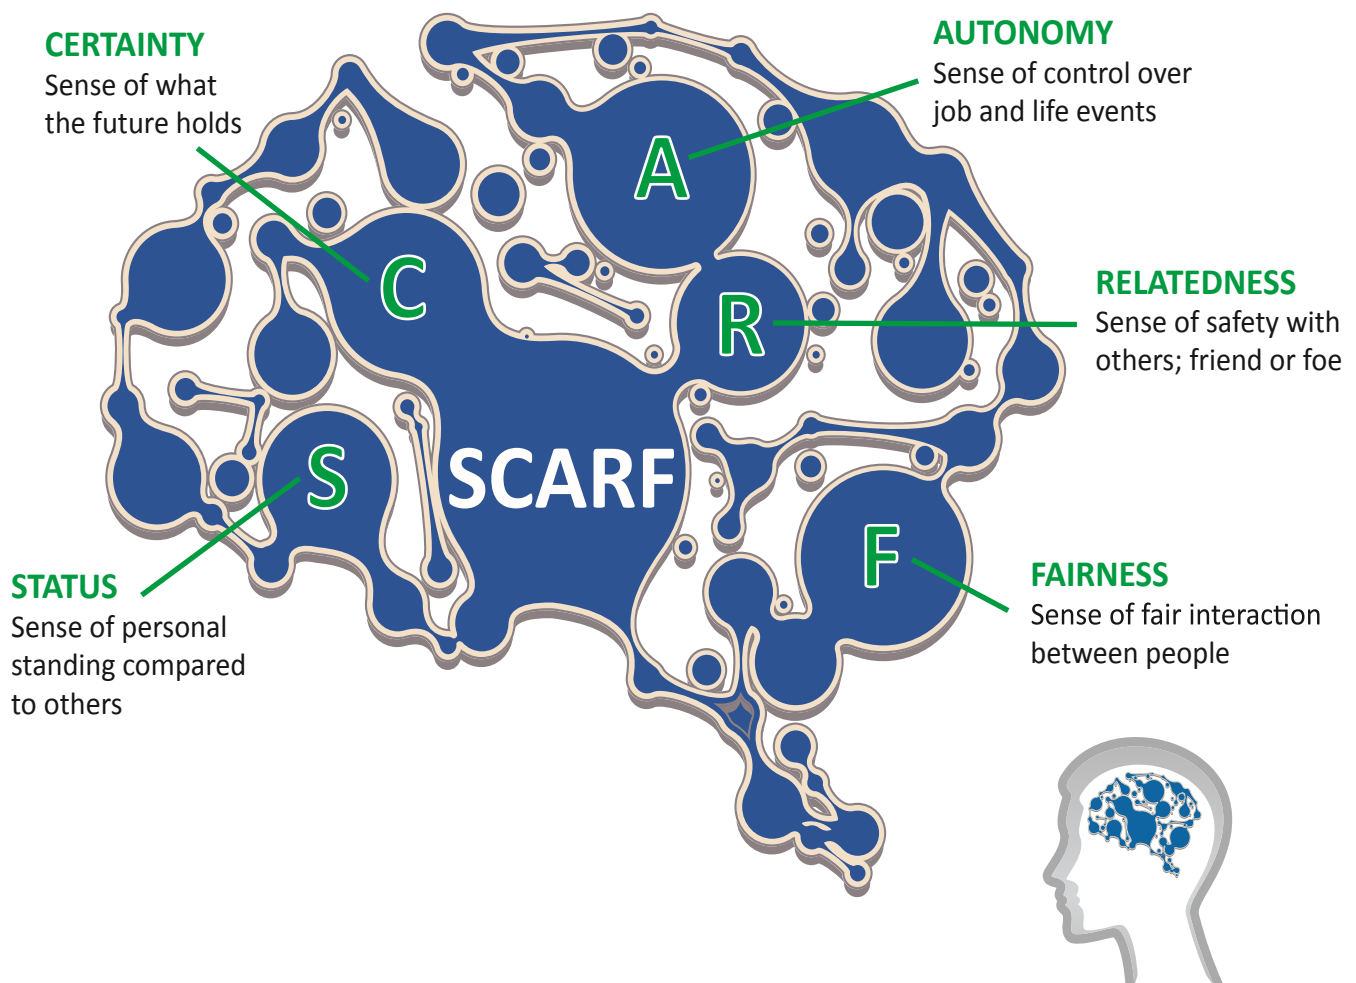 CERTAINTY
Sense of what
the future holds
AUTONOMY
Sense of control over
job and life events
A
C
R
RELATEDNESS
Sense of safety with
others; friend or foe
S
SCARF
F
STATUS
Sense of personal
standing compared
to others
FAIRNESS
Sense of fair interaction
between people